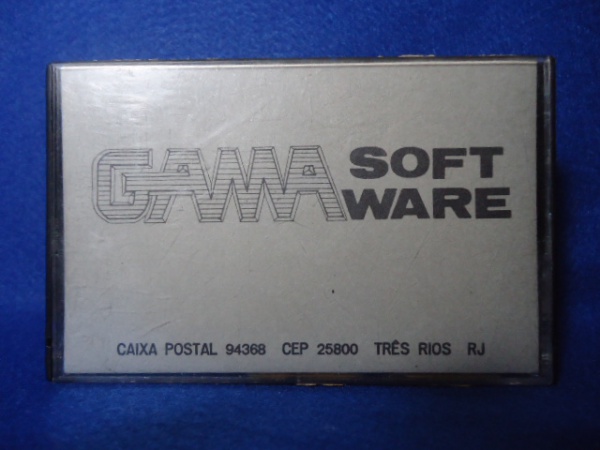 GAMA SOFT
WARE
CAIXA POSTAL 94368 CEP 25800 TRÊS RIOS RJ